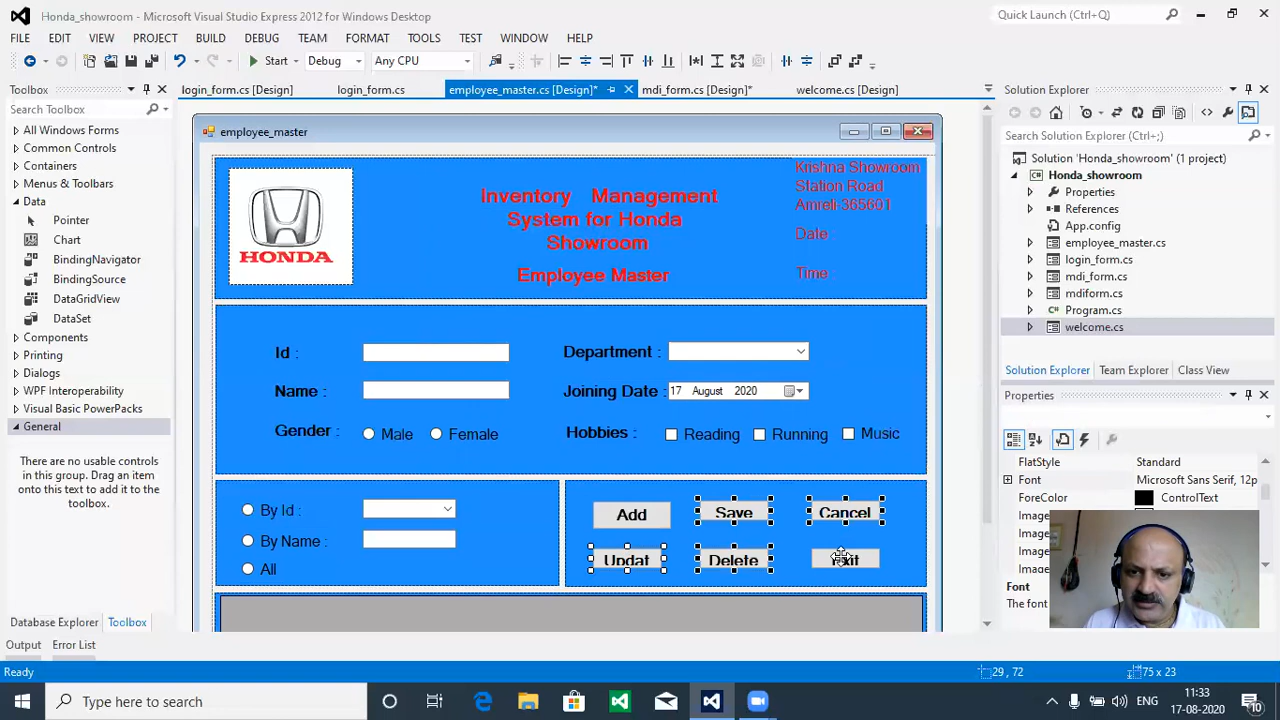 Honda_showroom - Microsoft Visual Studio Express 2012 for Windows Desktop
Quick Launch (Ctrl+Q)
FILE EDIT VIEW PROJECT BUILD DEBUG TEAM FORMAT TOOLS TEST WINDOW HELP
Start Debug Any CPU
Toolbox
login_form.cs [Design] login_form.cs employee_master.cs [Design]* mdi_form.cs [Design]* welcome.cs [Design]
Solution Explorer
Search Toolbox
All Windows Forms
Common Controls
Containers
Menus & Toolbars
Data
Pointer
Chart
BindingNavigator
BindingSource
DataGridView
DataSet
Components
Printing
Dialogs
WPF Interoperability
Visual Basic PowerPacks
General
There are no usable controls
in this group. Drag an item
onto this text to add it to the
toolbox.
Database Explorer Toolbox
employee_master
HONDA
Inventory Management
System for Honda
Showroom
Employee Master
Krishna Showroom
Station Road
Amreli-365601
Date
Time
Id :
Name :
Gender :
Male
Female
Department :
Joining Date :
17 August 2020
Hobbies :
Reading
Running
Music
By Id :
By Name :
All
Add
Save
Cancel
Updat
Delete
Search Solution Explorer (Ctrl+;)
Solution 'Honda_showroom' (1 project)
Honda_showroom
Properties
References
App.config
employee_master.cs
login_form.cs
mdi_form.cs
mdiform.cs
Program.cs
welcome.cs
Solution Explorer Team Explorer Class View
Properties
FlatStyle Standard
Font Microsoft Sans Serif, 12p
ForeColor ControlText
Image
Image
Image
Image
Font
The font
Output Error List
Ready
29 , 72
75 x 23
Type here to search
ENG
11:33
17-08-2020
10